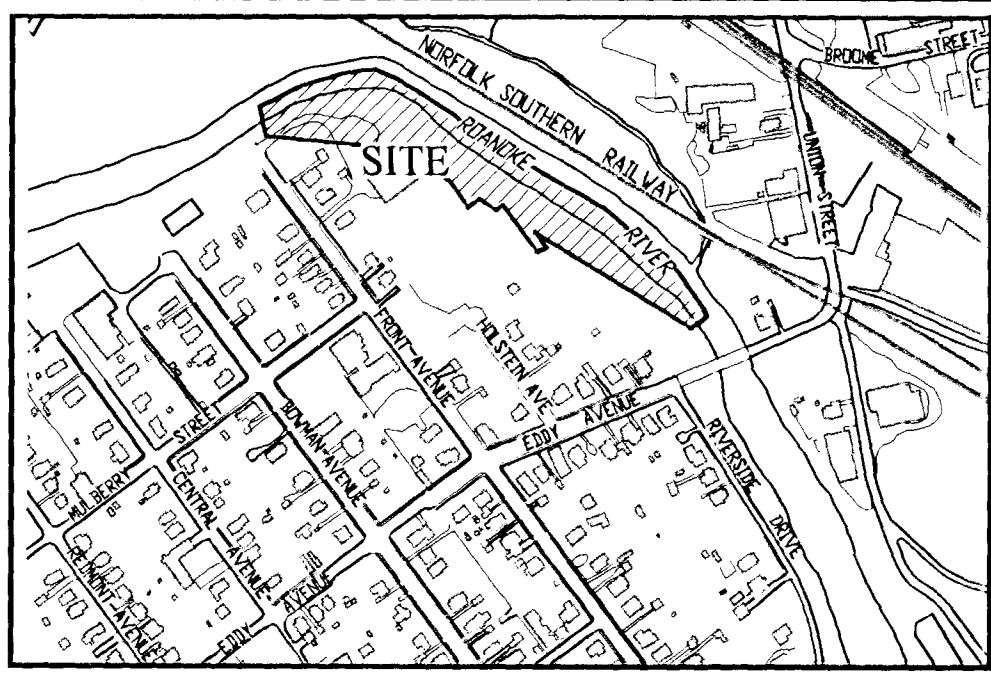 BROOME STREET
NORFOLK SOUTHERN RAILWAY
UNION STREET
ROANOKE RIVER
SITE
FRONT AVENUE
HOLSTEIN AVE
EDDY AVENUE
RIVERSIDE DRIVE
BOWMAN AVENUE
MULBERRY STREET
CENTRAL AVENUE
EDDY AVENUE
REDMONT AVENUE